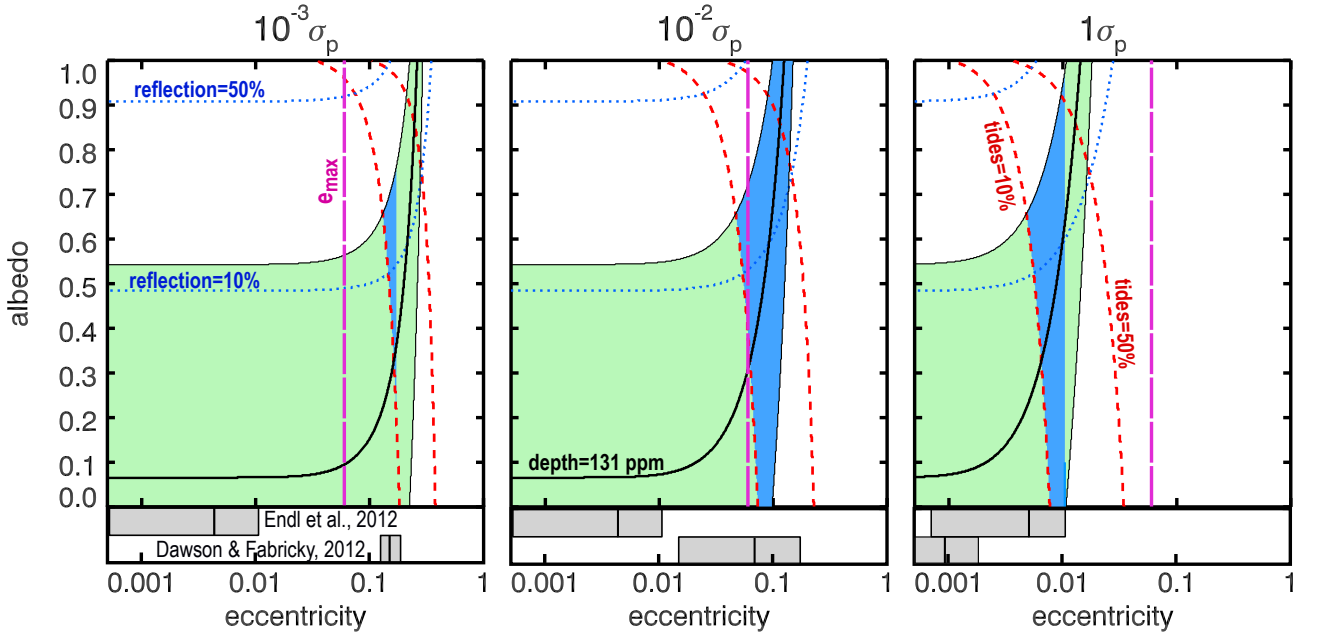 10⁻³σₚ
10⁻²σₚ
1σₚ
albedo
1.0
0.9
0.8
0.7
0.6
0.5
0.4
0.3
0.2
0.1
0.0
reflection=50%
eₘₐₓ
reflection=10%
depth=131 ppm
tides=10%
tides=50%
Endl et al., 2012
Dawson & Fabricky, 2012
0.001 0.01 0.1 1
0.001 0.01 0.1 1
0.001 0.01 0.1 1
eccentricity
eccentricity
eccentricity